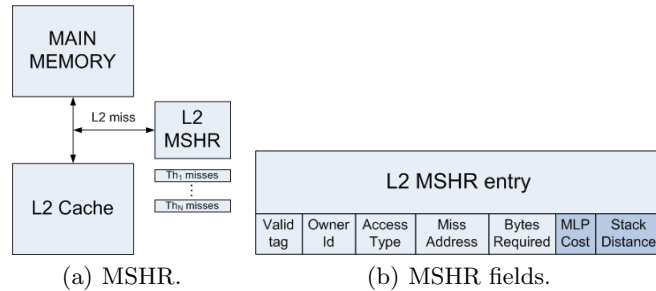 MAIN
MEMORY
L2 miss
L2
MSHR
Th1 misses
ThN misses
L2 Cache
(a) MSHR.
L2 MSHR entry
Valid tag
Owner Id
Access Type
Miss Address
Bytes Required
MLP Cost
Stack Distance
(b) MSHR fields.